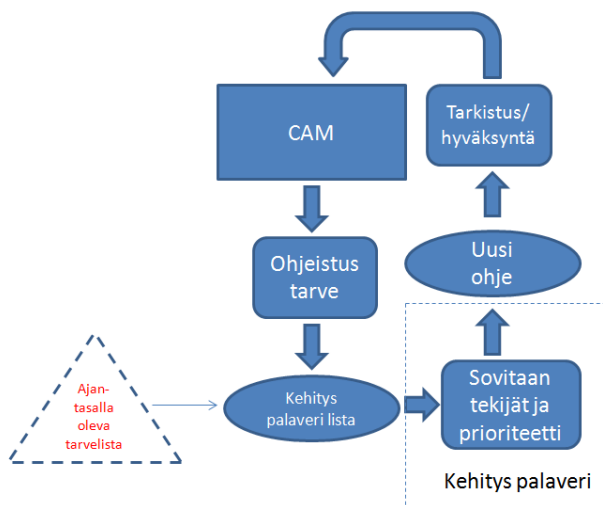 CAM
Tarkistus/
hyväksyntä
Ohjeistus
tarve
Uusi
ohje
Ajan-
tasalla
oleva
tarvelista
Kehitys
palaveri lista
Sovitaan
tekijät ja
prioriteetti
Kehitys palaveri